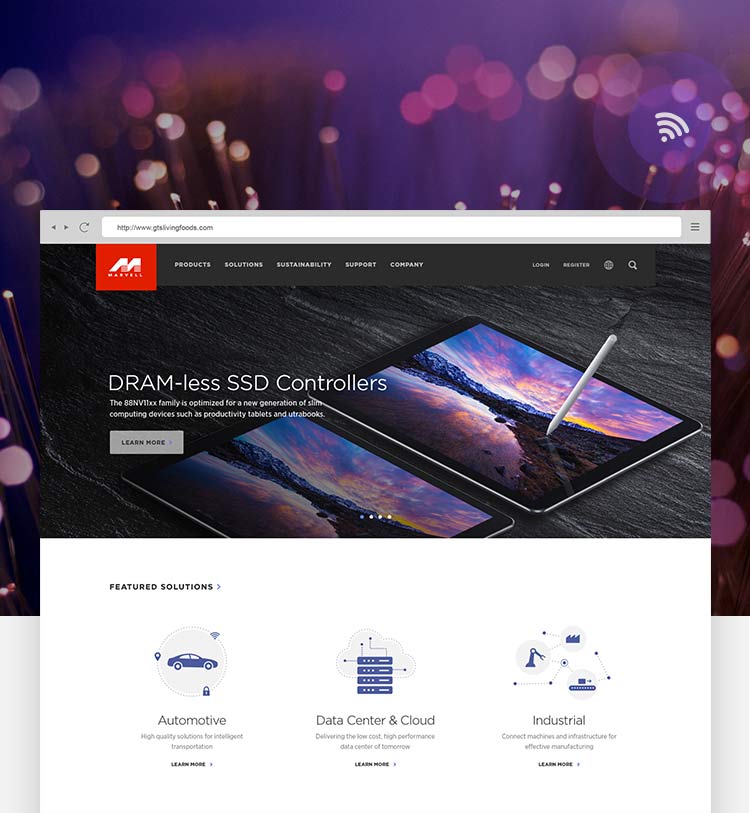 http://www.gtslivingfoods.com
MARVELL
PRODUCTS SOLUTIONS SUSTAINABILITY SUPPORT COMPANY LOGIN REGISTER
DRAM-less SSD Controllers
The 88NV11xx family is optimized for a new generation of slim
computing devices such as productivity tablets and utrabooks.
LEARN MORE >
FEATURED SOLUTIONS >
Automotive
High quality solutions for intelligent
transportation
LEARN MORE >
Data Center & Cloud
Delivering the low cost, high performance
data center of tomorrow
LEARN MORE >
Industrial
Connect machines and infrastructure for
effective manufacturing
LEARN MORE >